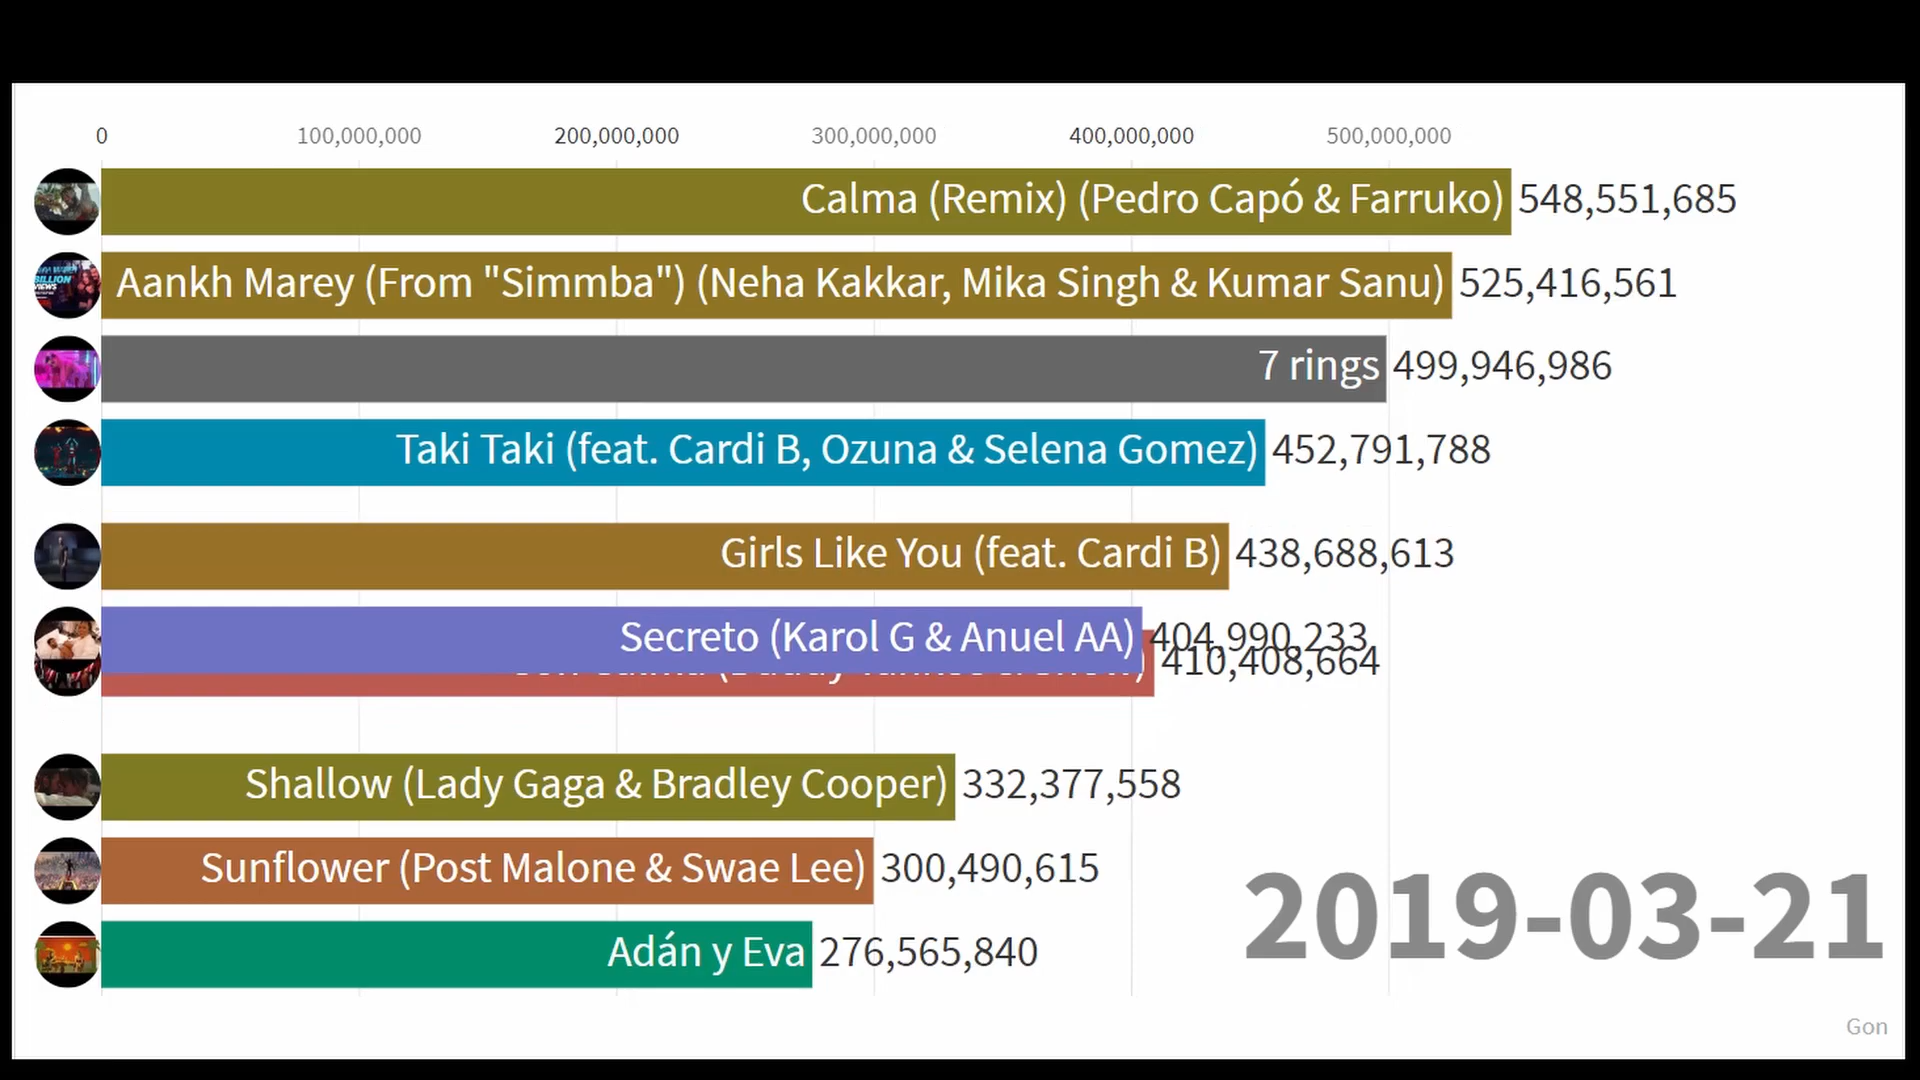 0 100,000,000 200,000,000 300,000,000 400,000,000 500,000,000
Calma (Remix) (Pedro Capó & Farruko) 548,551,685
Aankh Marey (From "Simmba") (Neha Kakkar, Mika Singh & Kumar Sanu) 525,416,561
7 rings 499,946,986
Taki Taki (feat. Cardi B, Ozuna & Selena Gomez) 452,791,788
Girls Like You (feat. Cardi B) 438,688,613
Secreto (Karol G & Anuel AA) 404,990,233
410,408,664
Shallow (Lady Gaga & Bradley Cooper) 332,377,558
Sunflower (Post Malone & Swae Lee) 300,490,615
Adán y Eva 276,565,840
2019-03-21
Gon